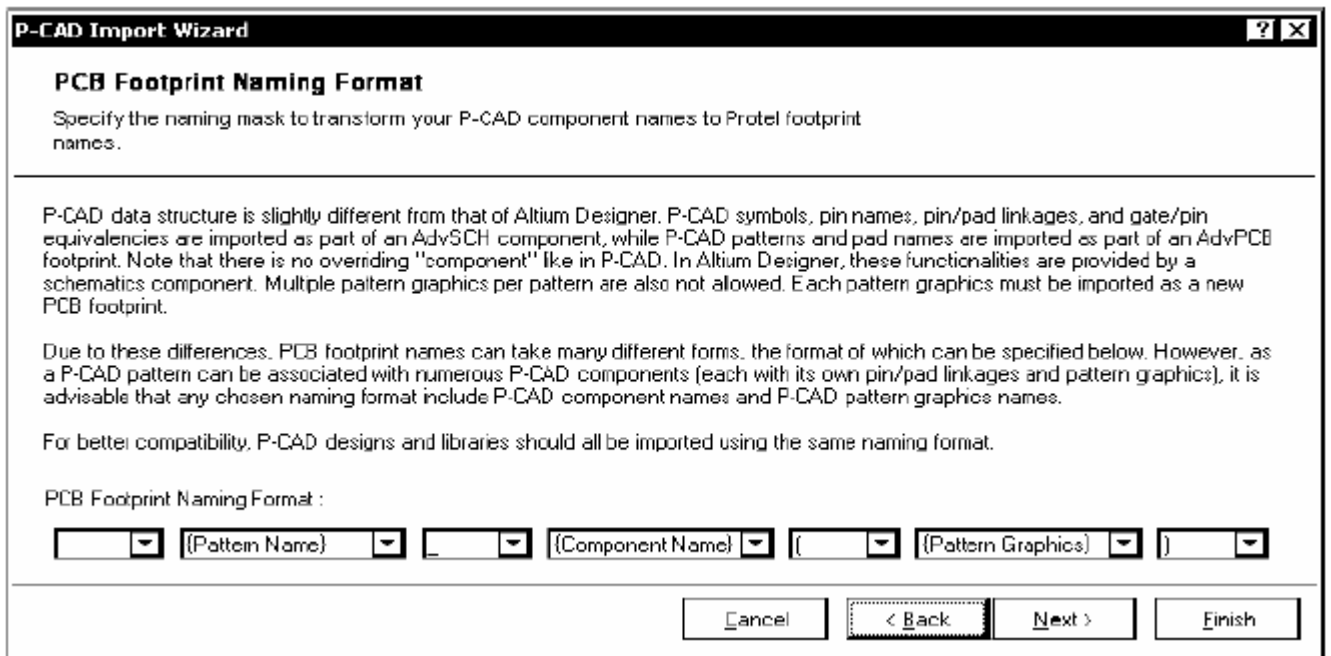 P-CAD Import Wizard
PCB Footprint Naming Format
Specify the naming mask to transform your P-CAD component names to Protel footprint
names.
P-CAD data structure is slightly different from that of Altium Designer. P-CAD symbols, pin names, pin/pad linkages, and gate/pin
equivalencies are imported as part of an AdvSCH component, while P-CAD patterns and pad names are imported as part of an AdvPCB
footprint. Note that there is no overriding "component" like in P-CAD. In Altium Designer, these functionalities are provided by a
schematics component. Multiple pattern graphics per pattern are also not allowed. Each pattern graphics must be imported as a new
PCB footprint.
Due to these differences, PCB footprint names can take many different forms, the format of which can be specified below. However, as
a P-CAD pattern can be associated with numerous P-CAD components (each with its own pin/pad linkages and pattern graphics), it is
advisable that any chosen naming format include P-CAD component names and P-CAD pattern graphics names.
For better compatibility, P-CAD designs and libraries should all be imported using the same naming format.
PCB Footprint Naming Format :
{Pattern Name} _ {Component Name} ( {Pattern Graphics} )
Cancel < Back Next > Finish